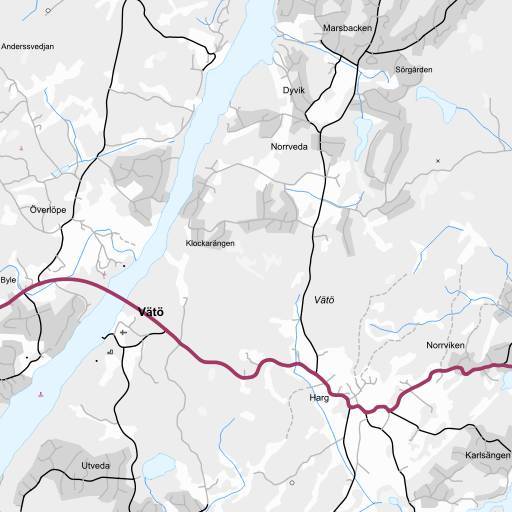 Marsbacken
Anderssvedjan
Sörgården
Dyvik
Norrveda
Överlöpe
Klockarängen
Byle
Vätö
Vätö
Norrviken
Harg
Karlsängen
Utveda